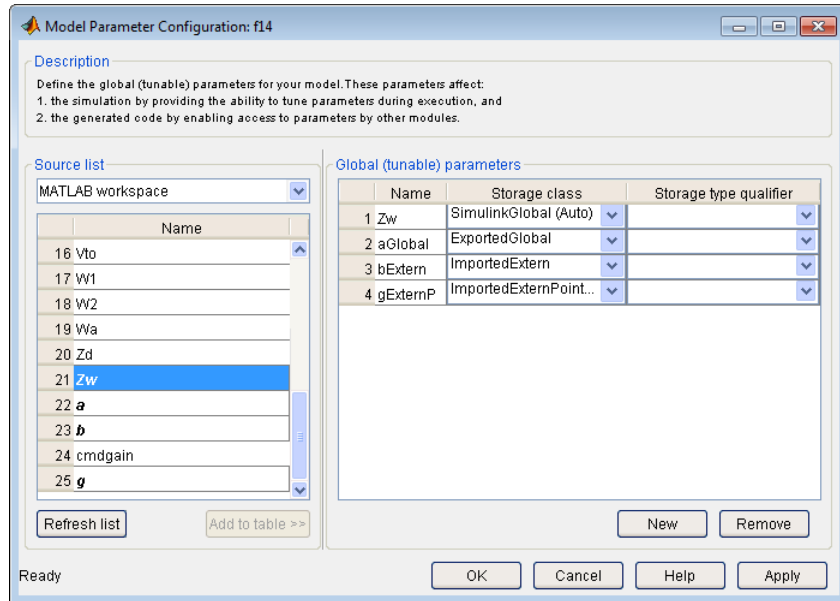 Model Parameter Configuration: f14
Description
Define the global (tunable) parameters for your model.These parameters affect:
1. the simulation by providing the ability to tune parameters during execution, and
2. the generated code by enabling access to parameters by other modules.
Source list
MATLAB workspace
Name
16 Vto
17 W1
18 W2
19 Wa
20 Zd
21 Zw
22 a
23 b
24 cmdgain
25 g
Refresh list
Add to table >>
Global (tunable) parameters
Name Storage class Storage type qualifier
1 Zw SimulinkGlobal (Auto)
2 aGlobal ExportedGlobal
3 bExtern ImportedExtern
4 gExternP ImportedExternPoint...
New Remove
Ready
OK Cancel Help Apply